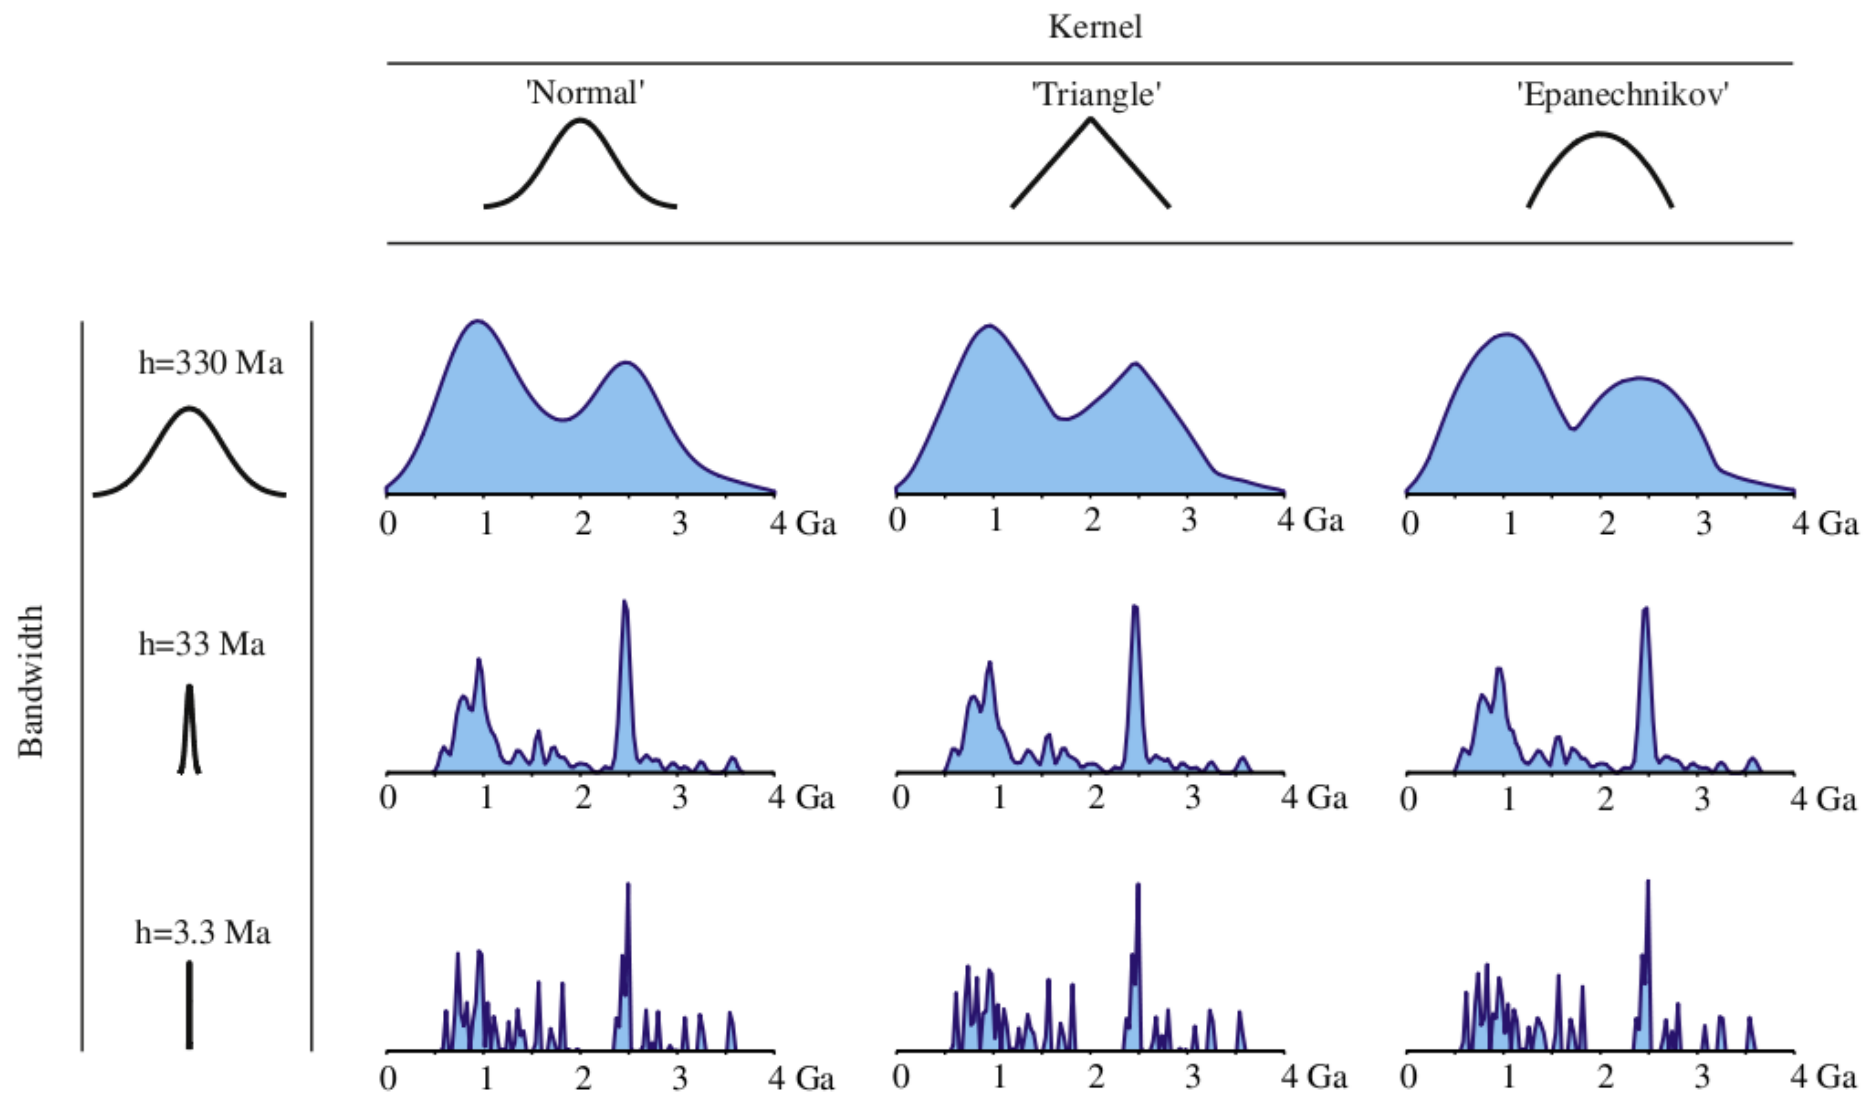 Kernel
'Normal' 'Triangle' 'Epanechnikov'
Bandwidth
h=330 Ma
0 1 2 3 4 Ga 0 1 2 3 4 Ga 0 1 2 3 4 Ga
h=33 Ma
0 1 2 3 4 Ga 0 1 2 3 4 Ga 0 1 2 3 4 Ga
h=3.3 Ma
0 1 2 3 4 Ga 0 1 2 3 4 Ga 0 1 2 3 4 Ga